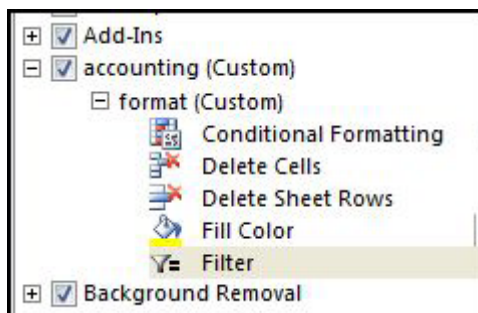 Add-Ins
accounting (Custom)
format (Custom)
Conditional Formatting
Delete Cells
Delete Sheet Rows
Fill Color
Filter
Background Removal